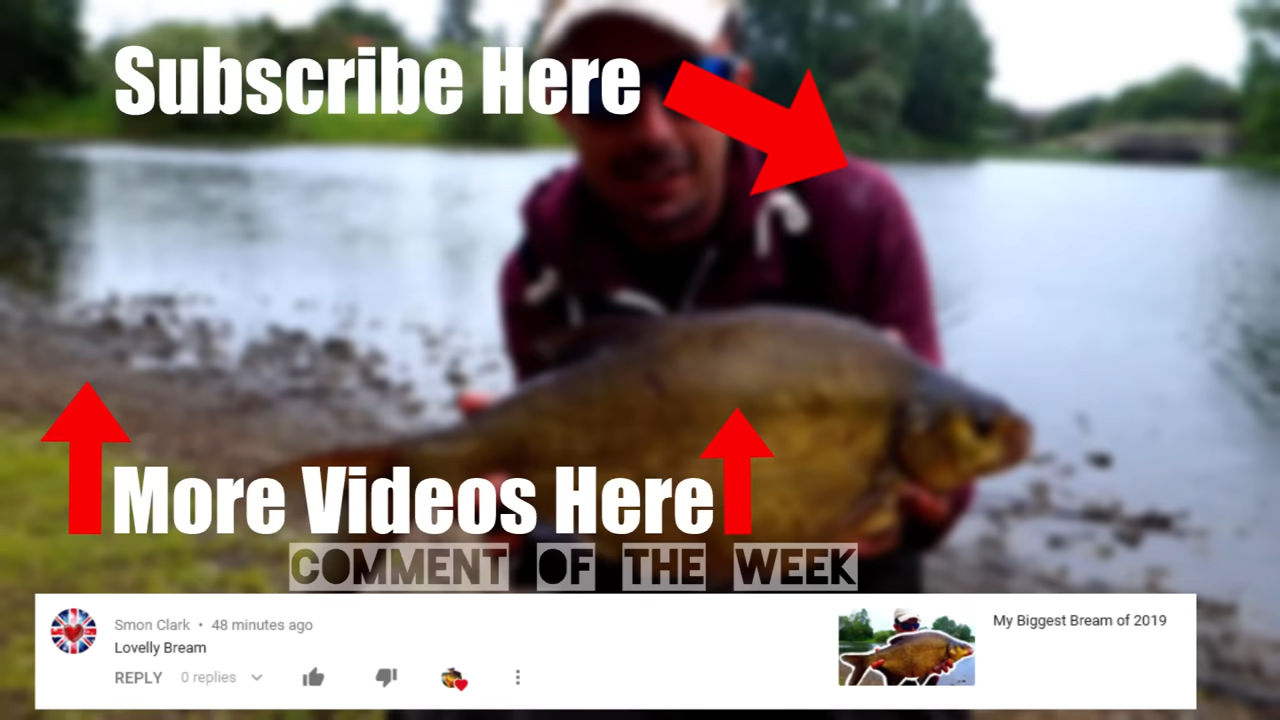 Subscribe Here
More Videos Here
COMMENT OF THE WEEK
Smon Clark • 48 minutes ago
Lovelly Bream
REPLY 0 replies
My Biggest Bream of 2019